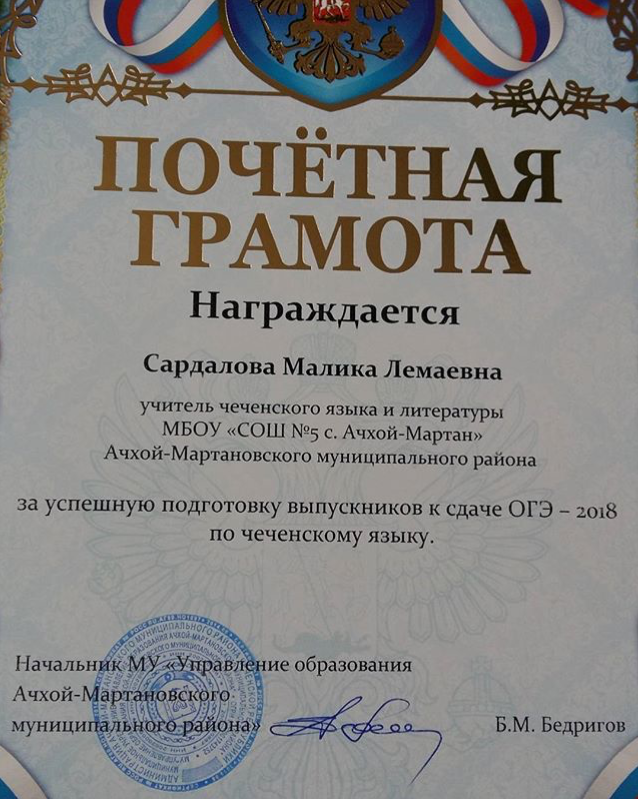 ПОЧЁТНАЯ
ГРАМОТА
Награждается
Сардалова Малика Лемаевна
учитель чеченского языка и литературы
МБОУ «СОШ №5 с. Ачхой-Мартан»
Ачхой-Мартановского муниципального района
за успешную подготовку выпускников к сдаче ОГЭ – 2018
по чеченскому языку.
Начальник МУ «Управление образования
Ачхой-Мартановского
муниципального района»
Б.М. Бедригов